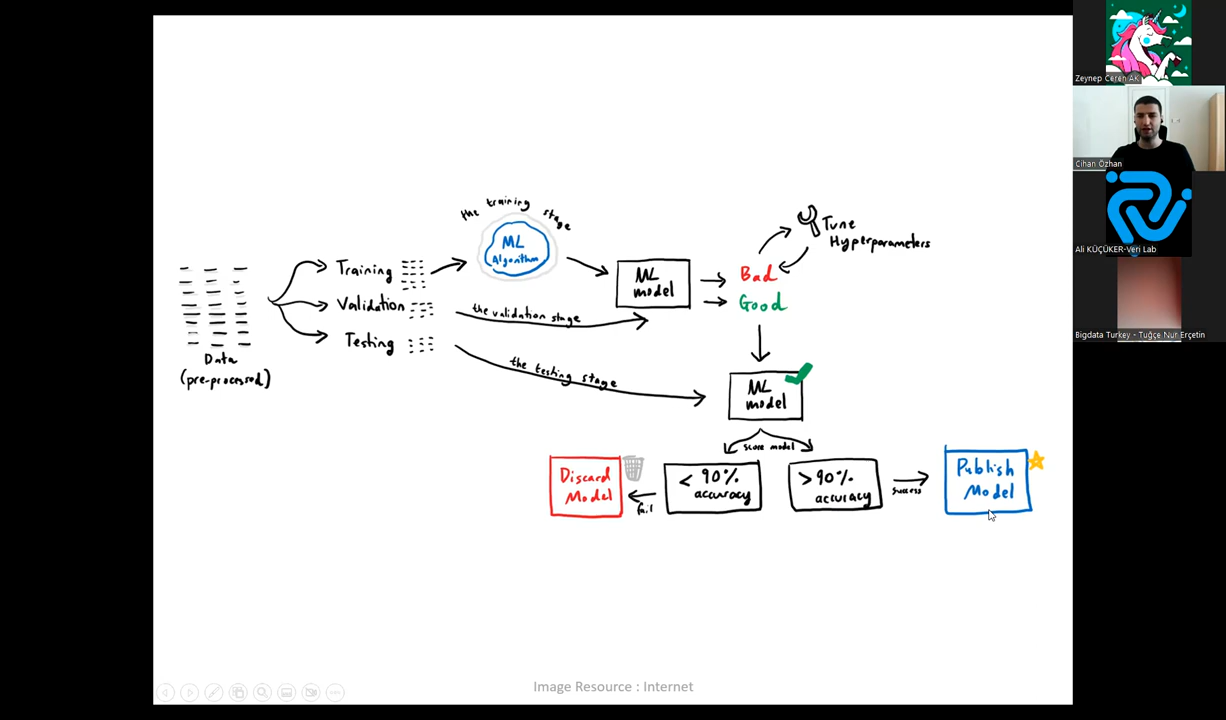 the training stage
ML
Algorithm
Tune
Hyperparameters
Training
ML
model
Bad
Good
Validation
the validation stage
Testing
Data
(pre-processed)
the testing stage
ML
model
score model
Discard
Model
fail
< 90%
accuracy
> 90%
accuracy
success
Publish
Model
Image Resource : Internet
Zeynep Ceren AK
Cihan Özhan
Ali KÜÇÜKER-Veri Lab
Bigdata Turkey - Tuğçe Nur Erçetin